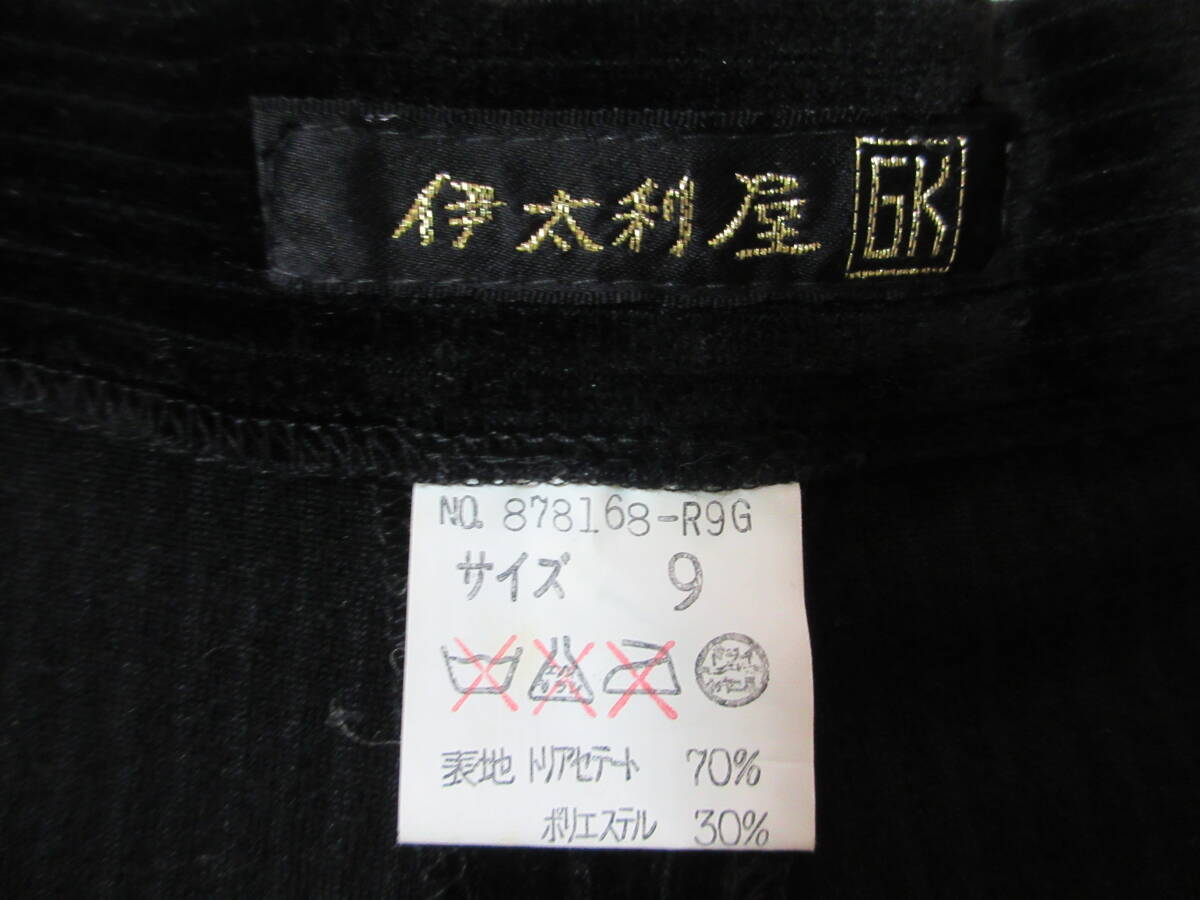 伊太利屋 GK
NO. 878168-R9G
サイズ 9
表地 トリアセテート 70%
ポリエステル 30%